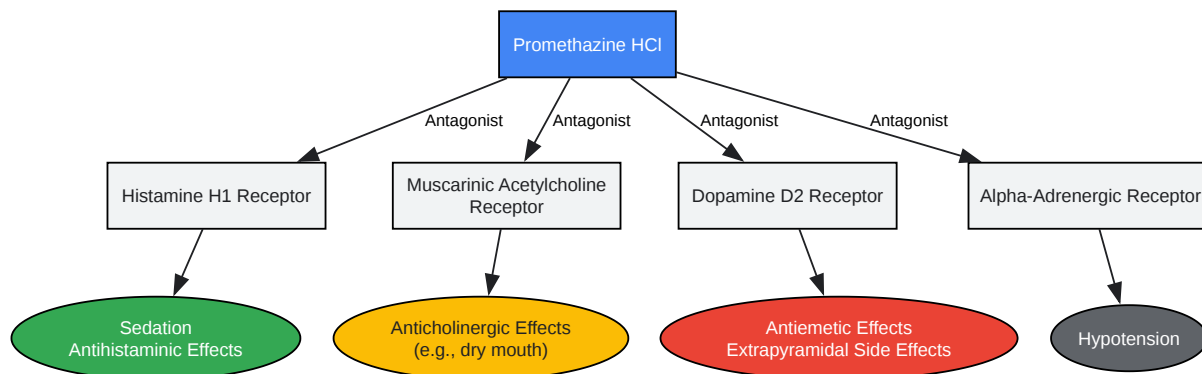 Promethazine HCl
Antagonist
Antagonist
Antagonist
Antagonist
Histamine H1 Receptor
Muscarinic Acetylcholine
Receptor
Dopamine D2 Receptor
Alpha-Adrenergic Receptor
Sedation
Antihistaminic Effects
Anticholinergic Effects
(e.g., dry mouth)
Antiemetic Effects
Extrapyramidal Side Effects
Hypotension